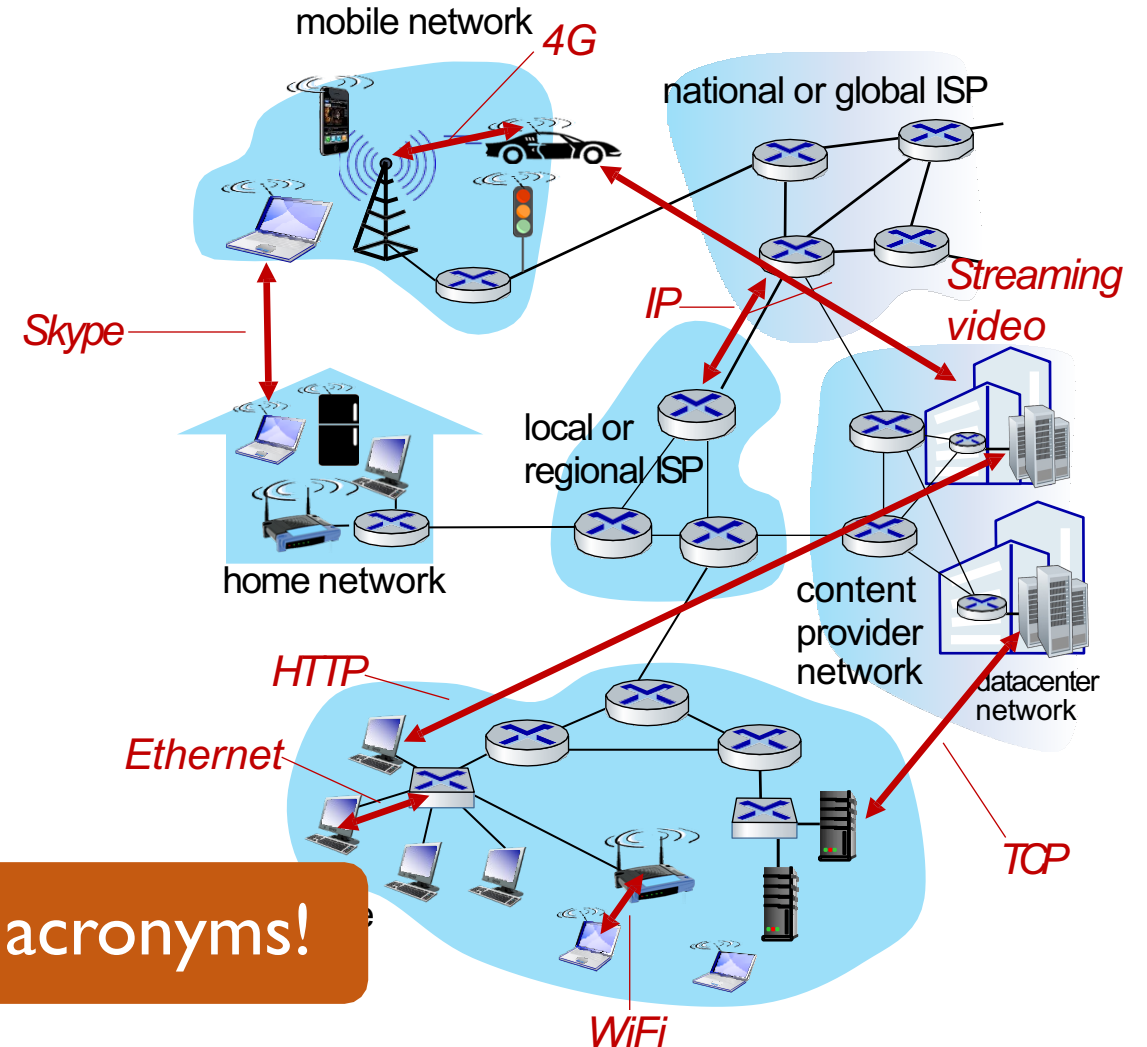 mobile network
4G
national or global ISP
Skype
IP
Streaming
video
local or
regional ISP
home network
content
provider
network
datacenter
network
HTTP
Ethernet
TCP
acronyms!
e
WiFi